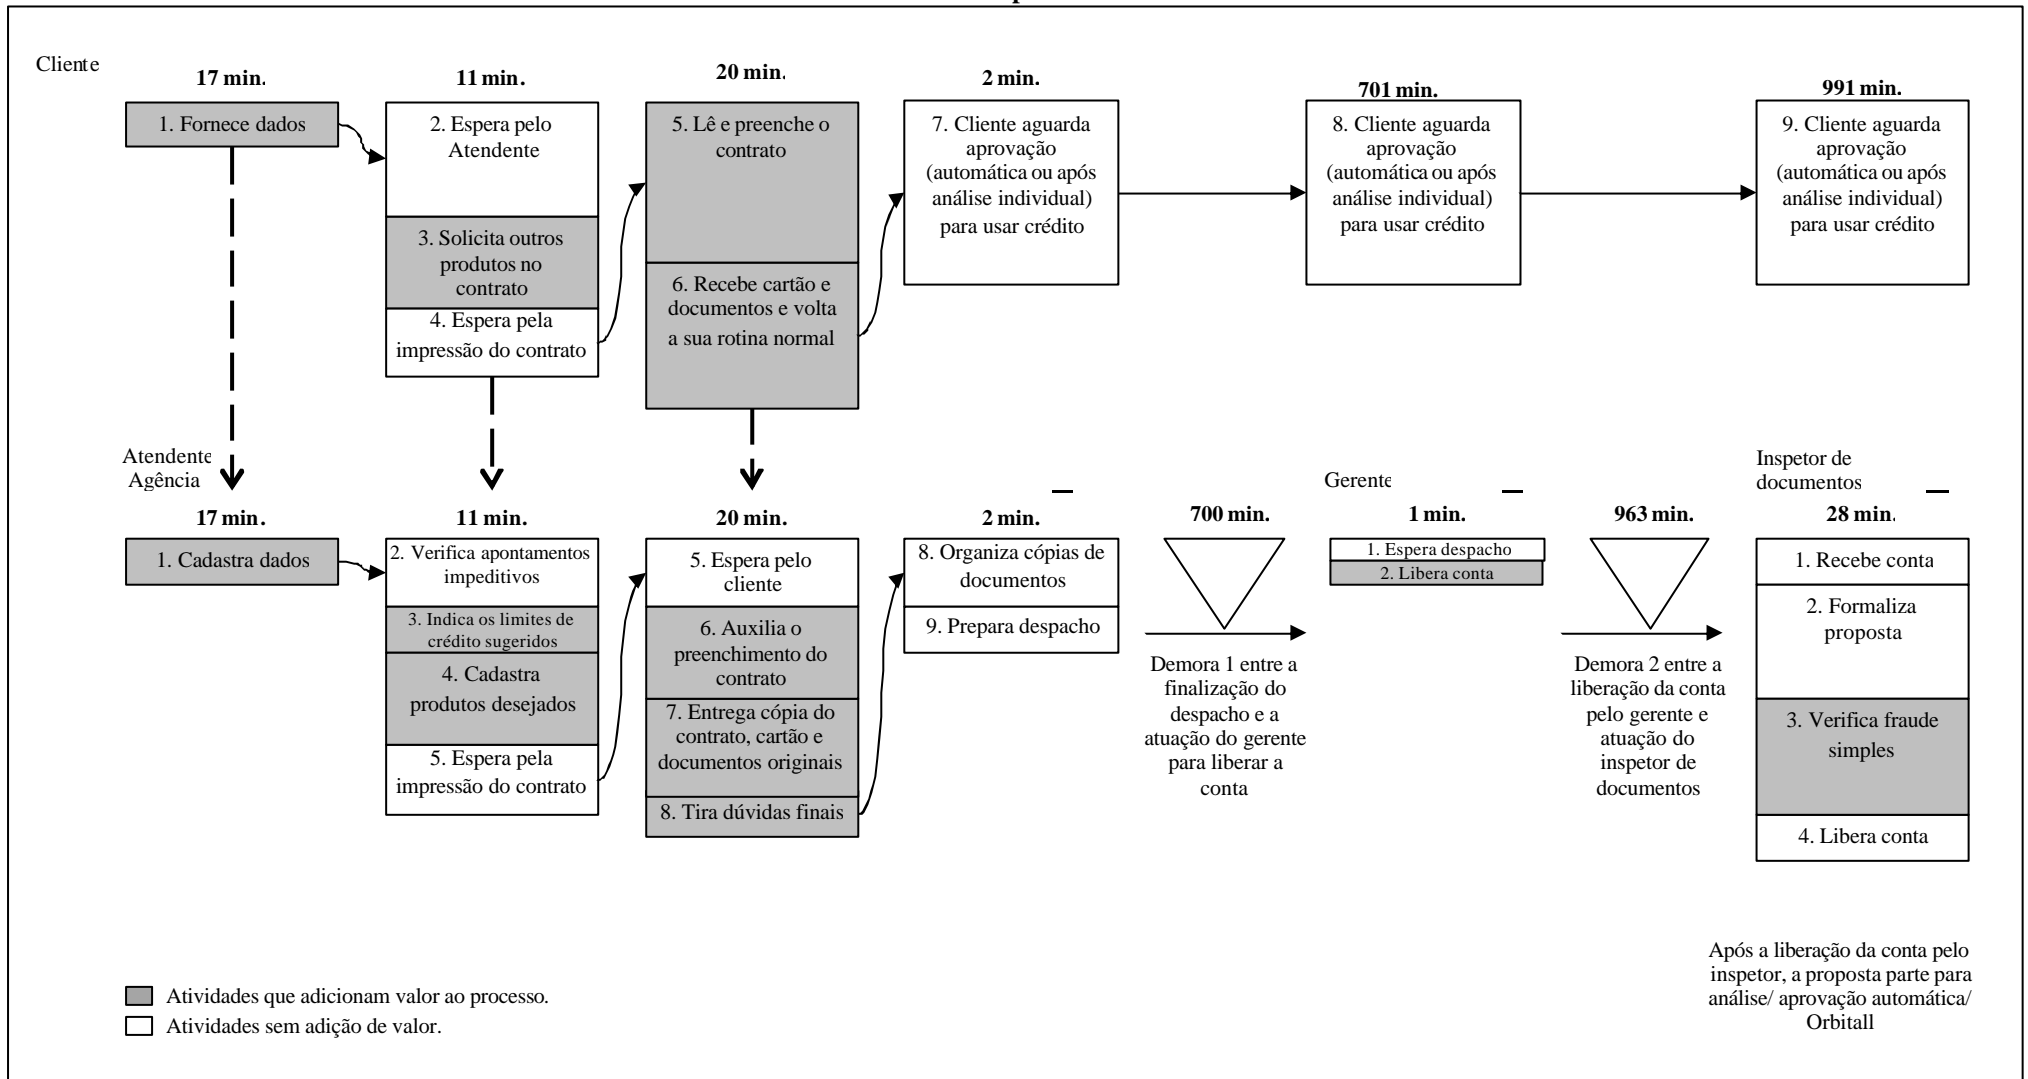 Cliente
17 min.
11 min.
20 min.
2 min.
701 min.
991 min.
1. Fornece dados
2. Espera pelo
Atendente
3. Solicita outros
produtos no
contrato
4. Espera pela
impressão do contrato
5. Lê e preenche o
contrato
6. Recebe cartão e
documentos e volta
a sua rotina normal
7. Cliente aguarda
aprovação
(automática ou após
análise individual)
para usar crédito
8. Cliente aguarda
aprovação
(automática ou após
análise individual)
para usar crédito
9. Cliente aguarda
aprovação
(automática ou após
análise individual)
para usar crédito
Atendente
Agência
17 min.
1. Cadastra dados
11 min.
2. Verifica apontamentos
impeditivos
3. Indica os limites de
crédito sugeridos
4. Cadastra
produtos desejados
5. Espera pela
impressão do contrato
20 min.
5. Espera pelo
cliente
6. Auxilia o
preenchimento do
contrato
7. Entrega cópia do
contrato, cartão e
documentos originais
8. Tira dúvidas finais
2 min.
8. Organiza cópias de
documentos
9. Prepara despacho
700 min.
Demora 1 entre a
finalização do
despacho e a
atuação do gerente
para liberar a
conta
Gerente
1 min.
1. Espera despacho
2. Libera conta
963 min.
Demora 2 entre a
liberação da conta
pelo gerente e
atuação do
inspetor de
documentos
Inspetor de
documentos
28 min.
1. Recebe conta
2. Formaliza
proposta
3. Verifica fraude
simples
4. Libera conta
Após a liberação da conta pelo
inspetor, a proposta parte para
análise/ aprovação automática/
Orbitall
Atividades que adicionam valor ao processo.
Atividades sem adição de valor.